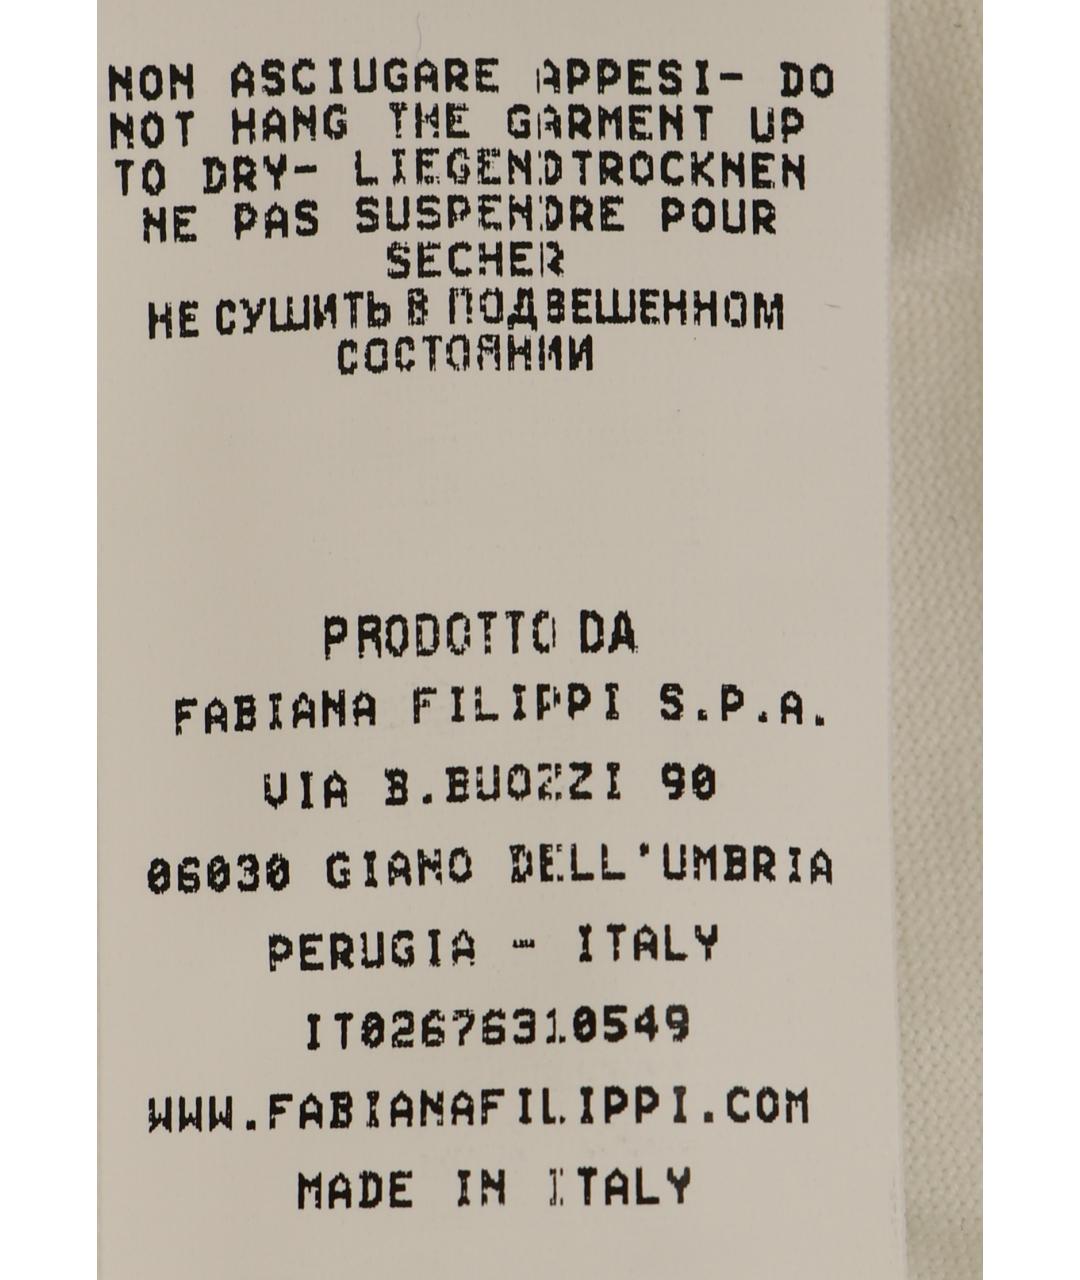 NON ASCIUGARE APPESI- DO
NOT HANG THE GARMENT UP
TO DRY- LIEGENDTROCKNEN
NE PAS SUSPENDRE POUR
SECHER
НЕ СУШИТЬ В ПОДВЕШЕННОМ
СОСТОЯНИИ
PRODOTTO DA
FABIANA FILIPPI S.P.A.
VIA B.BUOZZI 90
06030 GIANO DELL'UMBRIA
PERUGIA - ITALY
IT02676310549
WWW.FABIANAFILIPPI.COM
MADE IN ITALY